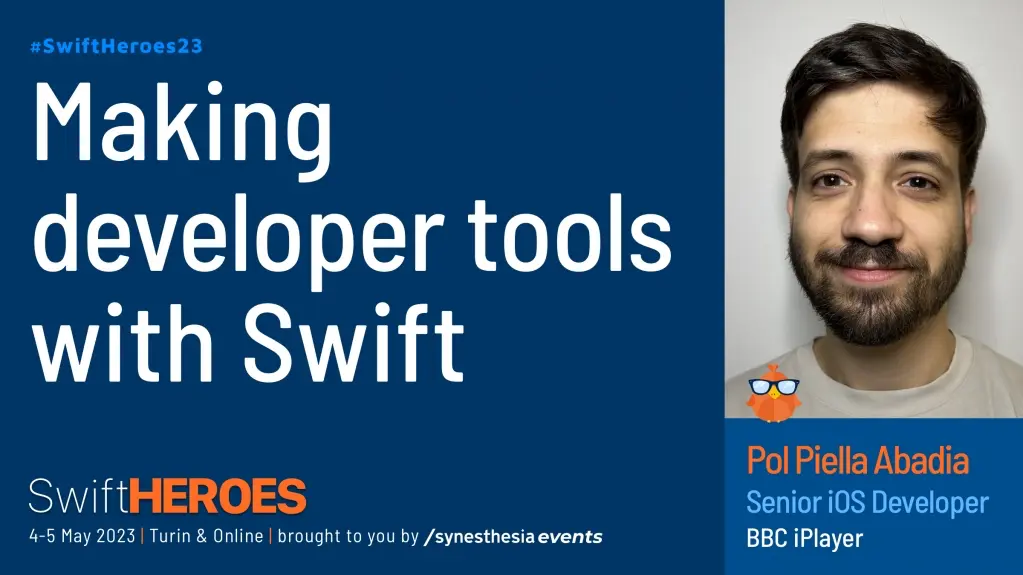 #SwiftHeroes23
Making
developer tools
with Swift
SwiftHEROES
4-5 May 2023 | Turin & Online | brought to you by /synesthesia events
Pol Piella Abadia
Senior iOS Developer
BBC iPlayer